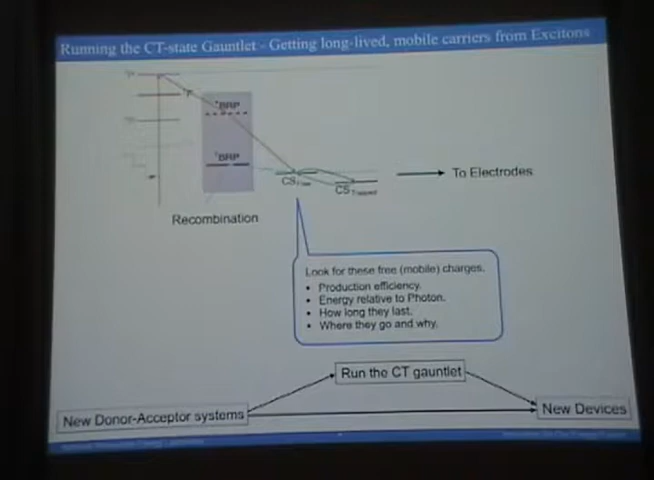 Running the CT-state Gauntlet - Getting long-lived, mobile carriers from Excitons
BRP
BRP
CS Free
CS Trapped
To Electrodes
Recombination
Look for these free (mobile) charges.
• Production efficiency.
• Energy relative to Photon.
• How long they last.
• Where they go and why.
Run the CT gauntlet
New Donor-Acceptor systems
New Devices